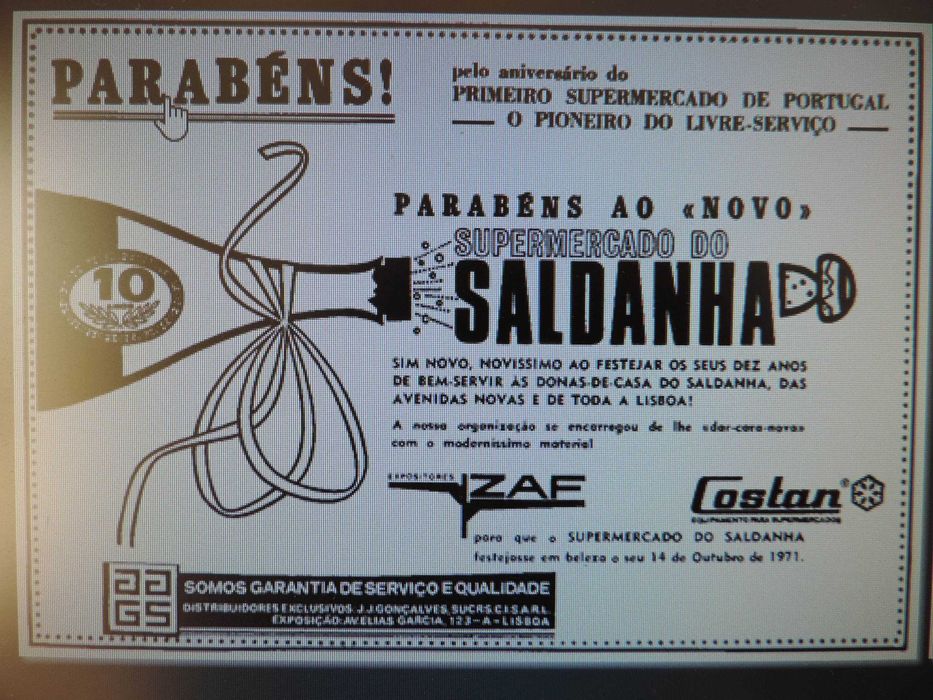 PARABÉNS!
pelo aniversário do
PRIMEIRO SUPERMERCADO DE PORTUGAL
— O PIONEIRO DO LIVRE-SERVIÇO —
PARABÉNS AO «NOVO»
SUPERMERCADO DO
SALDANHA
10
SIM NOVO, NOVISSIMO AO FESTEJAR OS SEUS DEZ ANOS
DE BEM-SERVIR ÀS DONAS-DE-CASA DO SALDANHA, DAS
AVENIDAS NOVAS E DE TODA A LISBOA!
A nossa organização se encarregou de lhe «dar-cara-nova»
com o moderníssimo material
EXPOSITORES
ZAF
Costan®
EQUIPAMENTO PARA SUPERMERCADOS
para que o SUPERMERCADO DO SALDANHA
festejasse em beleza o seu 14 de Outubro de 1971.
SOMOS GARANTIA DE SERVIÇO E QUALIDADE
DISTRIBUIDORES EXCLUSIVOS J.J.GONÇALVES, SUCRS C.I.S.A.R.L.
EXPOSIÇÃO: AV. ELIAS GARCIA, 123-A-LISBOA